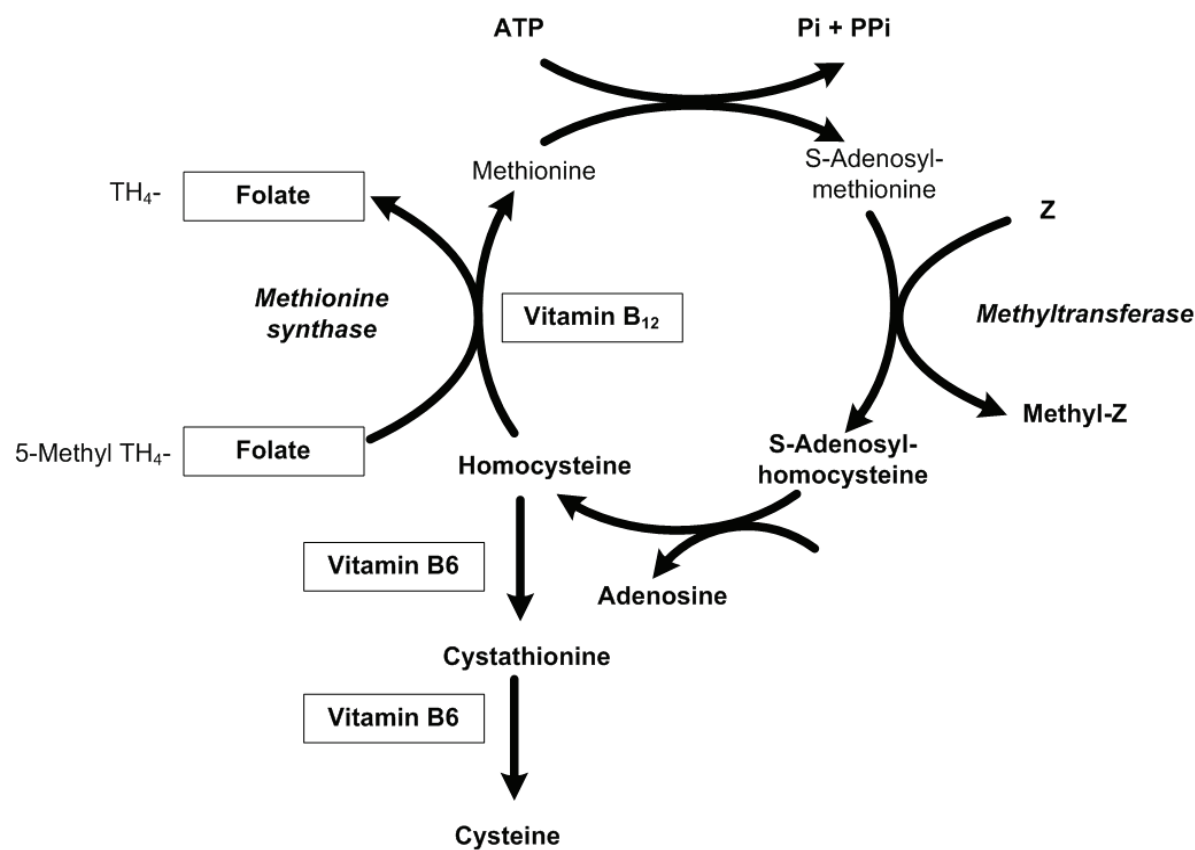 ATP
Pi + PPi
Methionine
S-Adenosyl-
methionine
TH₄-
Folate
Z
Methionine
synthase
Vitamin B₁₂
Methyltransferase
Methyl-Z
5-Methyl TH₄-
Folate
Homocysteine
S-Adenosyl-
homocysteine
Vitamin B6
Adenosine
Cystathionine
Vitamin B6
Cysteine